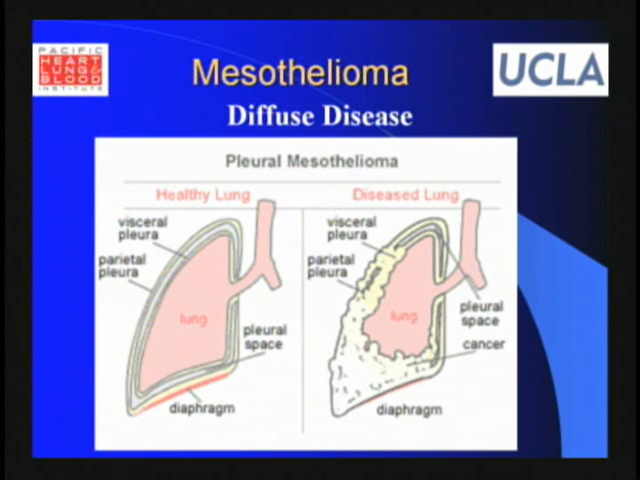 PACIFIC
HEART
LUNG &
BLOOD
INSTITUTE
Mesothelioma
UCLA
Diffuse Disease
Pleural Mesothelioma
Healthy Lung
visceral
pleura
parietal
pleura
lung
pleural
space
diaphragm
Diseased Lung
visceral
pleura
parietal
pleura
lung
pleural
space
cancer
diaphragm